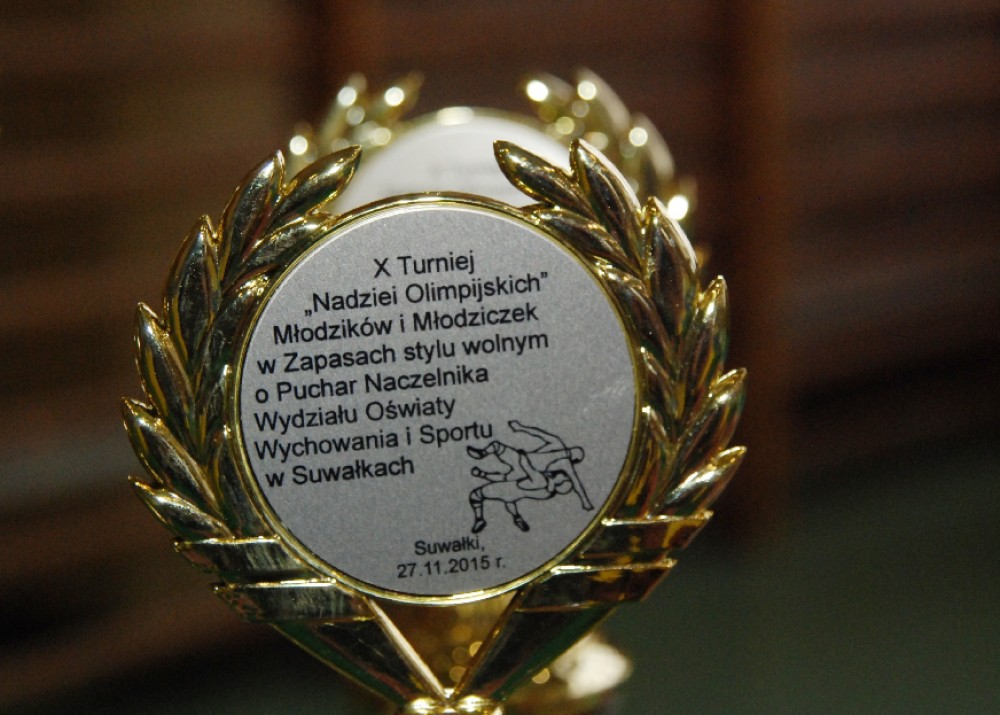 X Turniej
„Nadziei Olimpijskich”
Młodzików i Młodziczek
w Zapasach stylu wolnym
o Puchar Naczelnika
Wydziału Oświaty
Wychowania i Sportu
w Suwałkach
Suwałki,
27.11.2015 r.